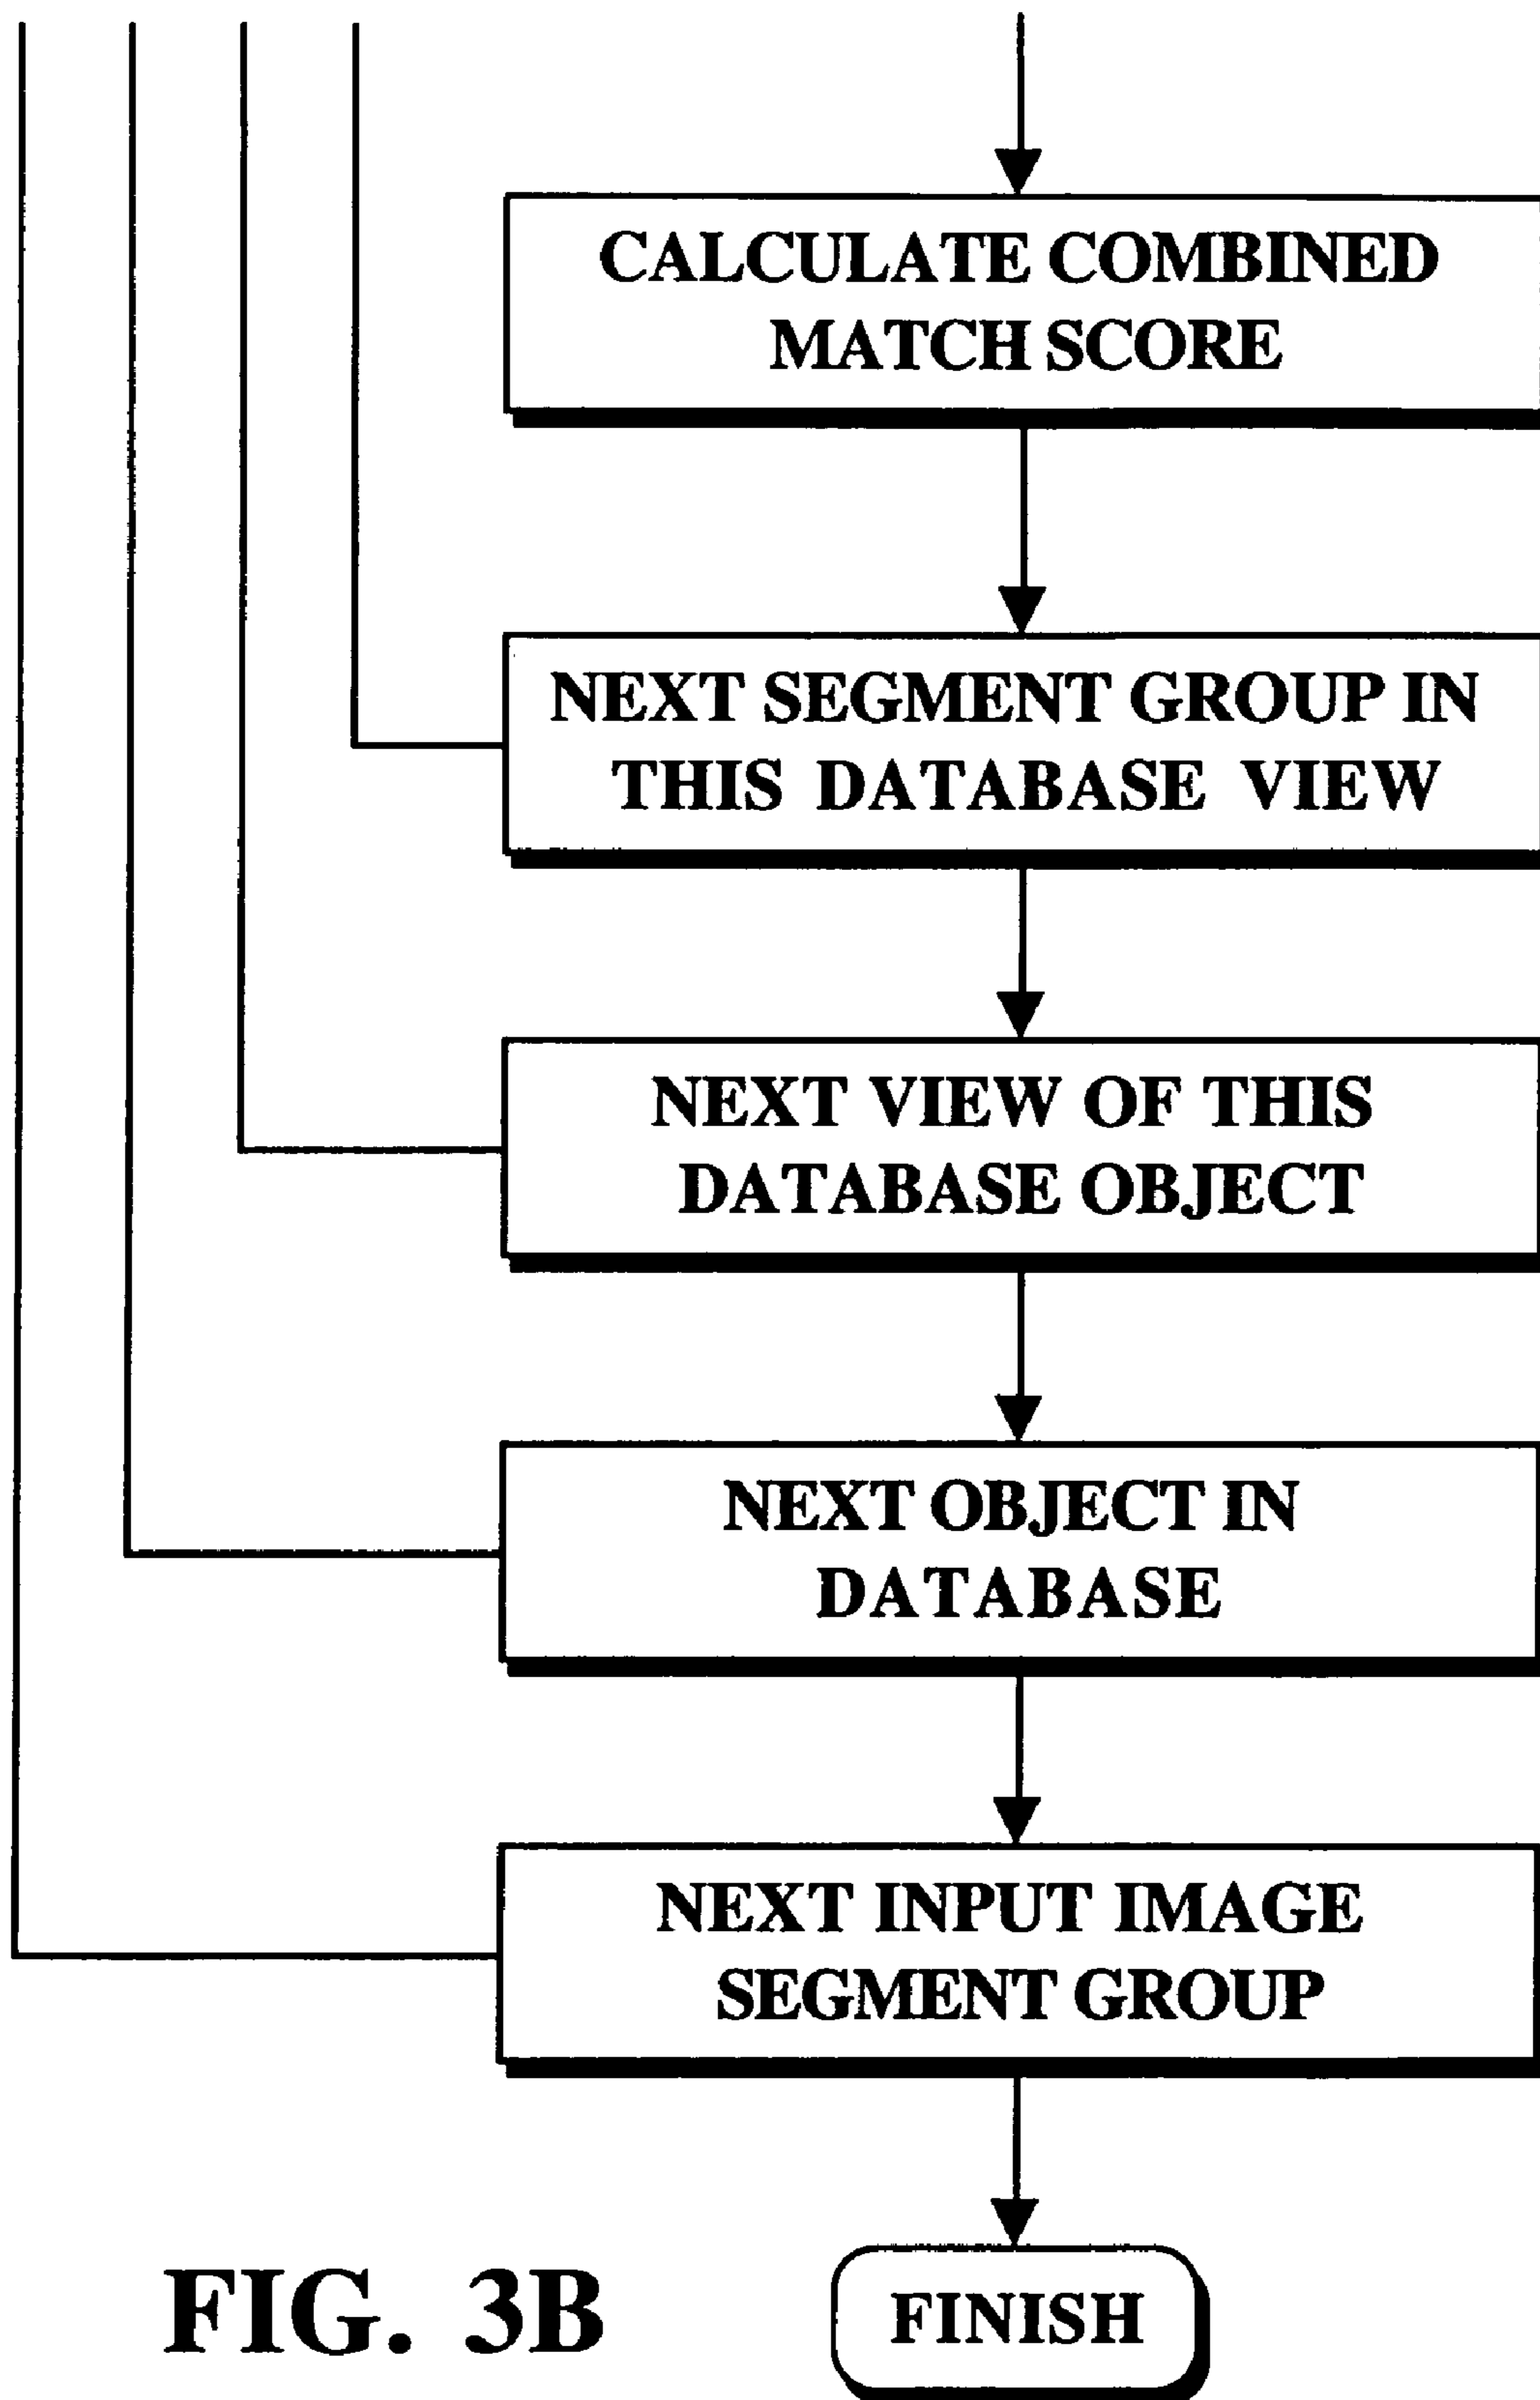 CALCULATE COMBINED
MATCH SCORE
NEXT SEGMENT GROUP IN
THIS DATABASE VIEW
NEXT VIEW OF THIS
DATABASE OBJECT
NEXT OBJECT IN
DATABASE
NEXT INPUT IMAGE
SEGMENT GROUP
FINISH
FIG. 3B